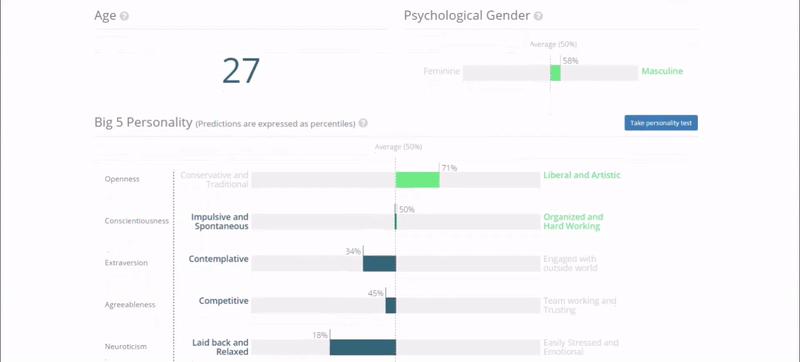 Age ?
Psychological Gender ?
Average (50%)
58%
27
Feminine
Masculine
Big 5 Personality (Predictions are expressed as percentiles) ?
Take personality test
Average (50%)
71%
Openness
Conservative and
Traditional
Liberal and Artistic
50%
Conscientiousness
Impulsive and
Spontaneous
Organized and
Hard Working
34%
Extraversion
Contemplative
Engaged with
outside world
45%
Agreeableness
Competitive
Team working and
Trusting
18%
Neuroticism
Laid back and
Relaxed
Easily Stressed and
Emotional